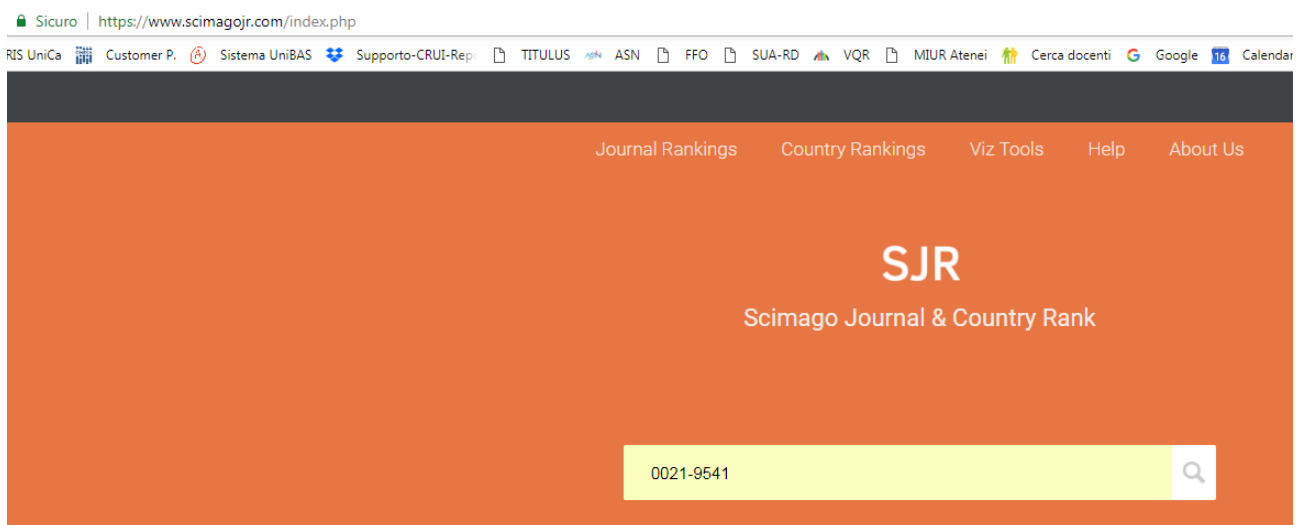 Sicuro | https://www.scimagojr.com/index.php
RIS UniCa Customer P. Sistema UniBAS Supporto-CRUI-Rep TITULUS ASN FFO SUA-RD VQR MIUR Atenei Cerca docenti G Google 16 Calendar
Journal Rankings Country Rankings Viz Tools Help About Us
SJR
Scimago Journal & Country Rank
0021-9541